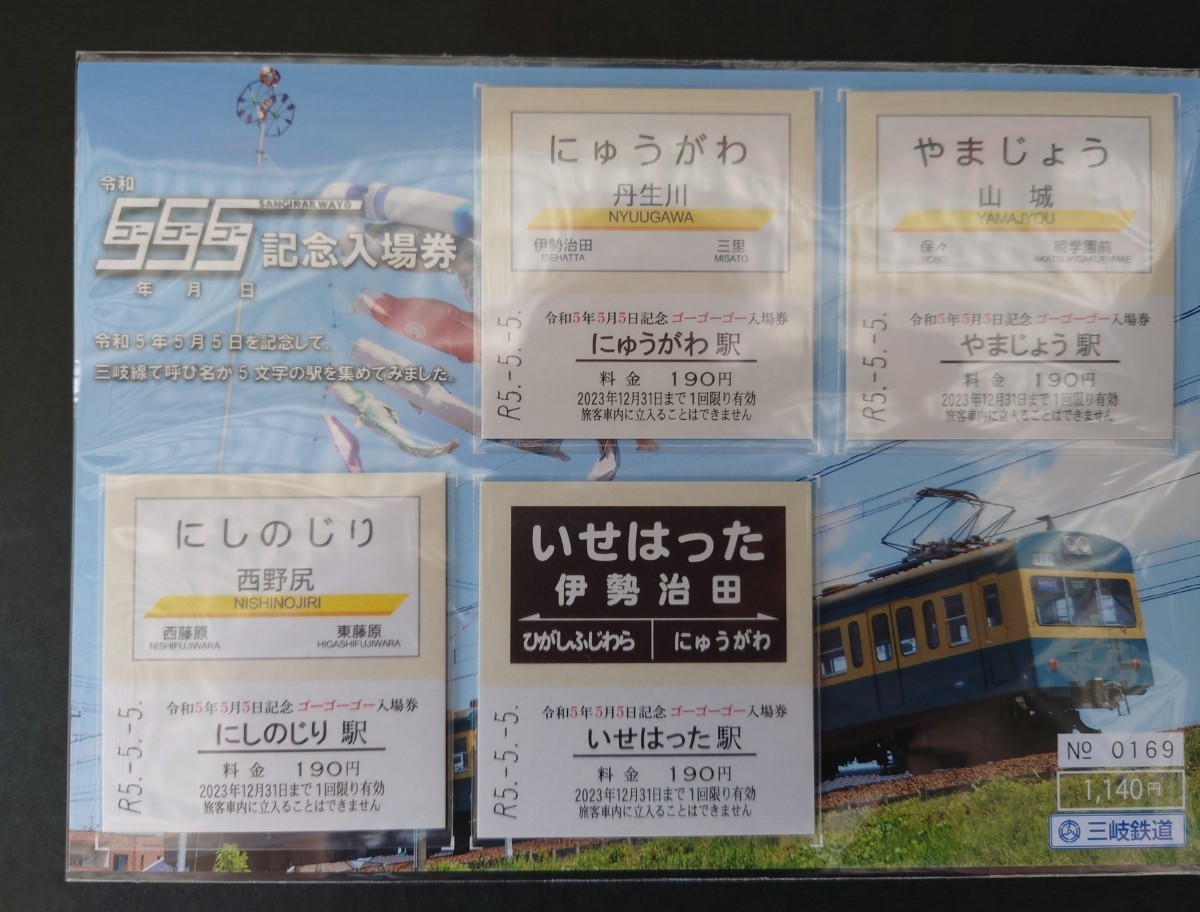 令和
555
SANGIRAILWAY
年 月 日
記念入場券
令和5年5月5日を記念して、
三岐線で呼び名が5文字の駅を集めてみました。
にゅうがわ
丹生川
NYUUGAWA
伊勢治田 三里
ISEHATTA MISATO
令和5年5月5日記念 ゴーゴーゴー入場券
にゅうがわ 駅
料金 190円
2023年12月31日まで1回限り有効
旅客車内に立入ることはできません
R5.-5.-5.
やまじょう
山城
YAMAJYOU
保々 暁学園前
HOBO AKATSUKIGAKUENMAE
令和5年5月5日記念 ゴーゴーゴー入場券
やまじょう 駅
料金 190円
2023年12月31日まで1回限り有効
旅客車内に立入ることはできません
R5.-5.-5.
にしのじり
西野尻
NISHINOJIRI
西藤原 東藤原
NISHIFUJIWARA HIGASHIFUJIWARA
令和5年5月5日記念 ゴーゴーゴー入場券
にしのじり 駅
料金 190円
2023年12月31日まで1回限り有効
旅客車内に立入ることはできません
R5.-5.-5.
いせはった
伊勢治田
ひがしふじわら にゅうがわ
令和5年5月5日記念 ゴーゴーゴー入場券
いせはった 駅
料金 190円
2023年12月31日まで1回限り有効
旅客車内に立入ることはできません
R5.-5.-5.
№ 0169
1,140円
三岐鉄道